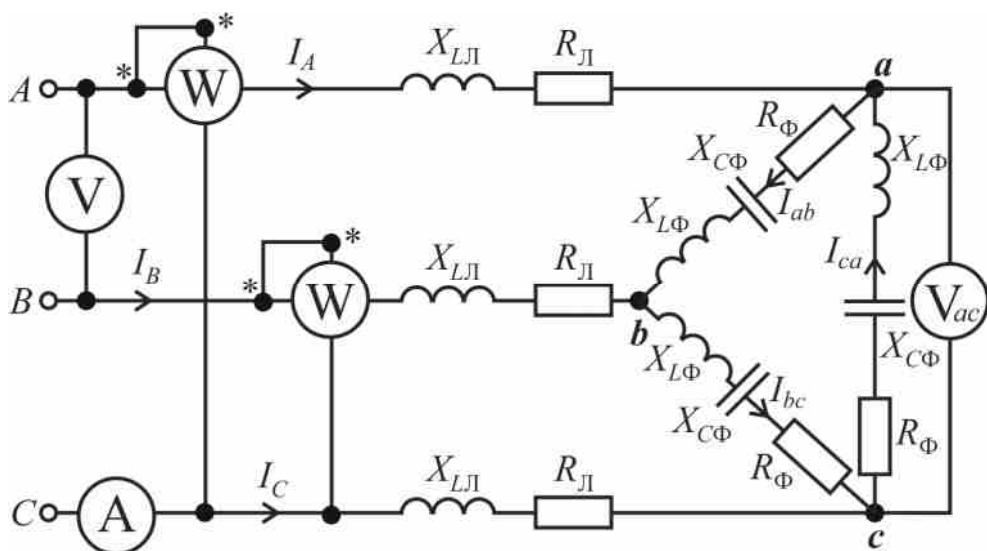 * *
A W I_A X_LЛ R_Л a
R_Ф
X_CФ X_LФ
V I_ab
X_LФ
I_B * * X_LЛ R_Л I_ca
B W b V_ac
X_LФ X_CФ
I_bc
X_CФ
R_Ф R_Ф
I_C X_LЛ R_Л
C A c